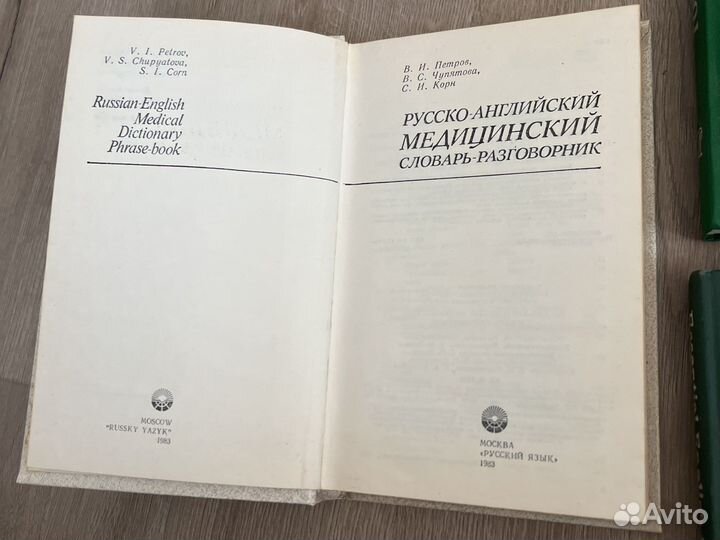 V. I. Petrov,
V. S. Chupyatova,
S. I. Corn
Russian-English
Medical
Dictionary
Phrase-book
MOSCOW
"RUSSKY YAZYK"
1983
В. И. Петров,
В. С. Чупятова,
С. И. Корн
РУССКО-АНГЛИЙСКИЙ
МЕДИЦИНСКИЙ
СЛОВАРЬ-РАЗГОВОРНИК
МОСКВА
«РУССКИЙ ЯЗЫК»
1983
Avito